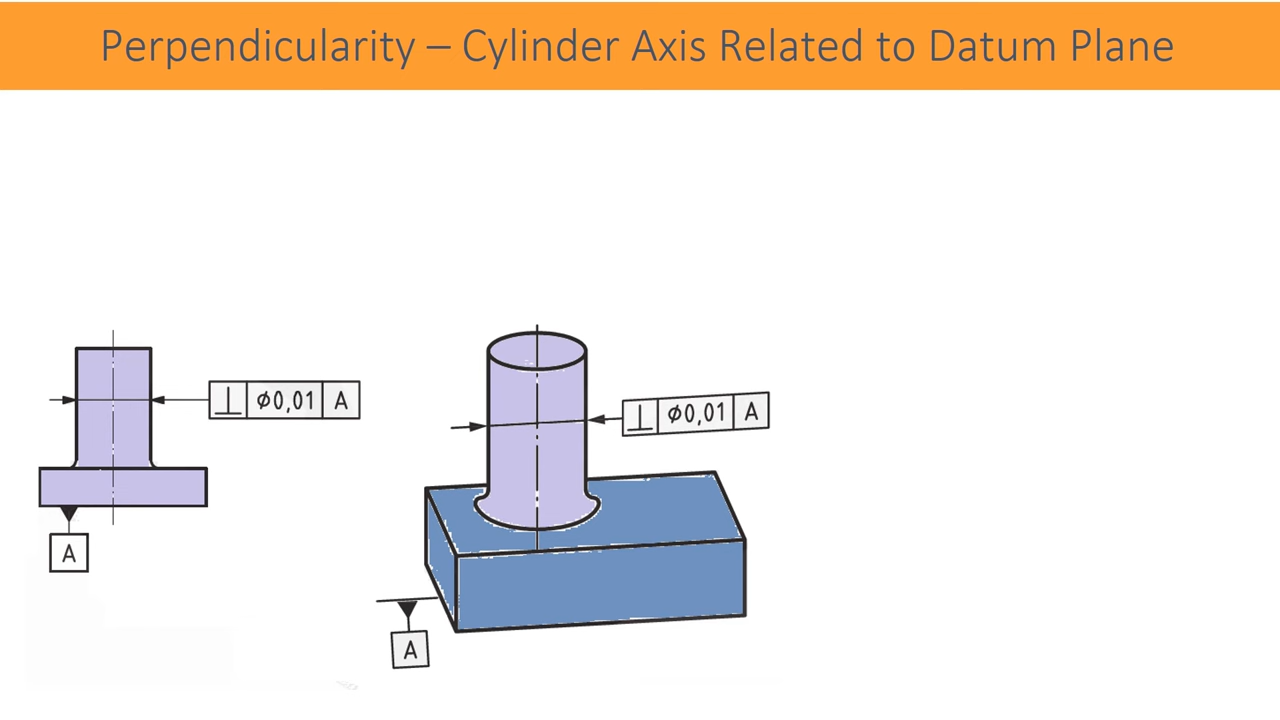 Perpendicularity – Cylinder Axis Related to Datum Plane
⊥ ⌀0,01 A
⊥ ⌀0,01 A
A
A